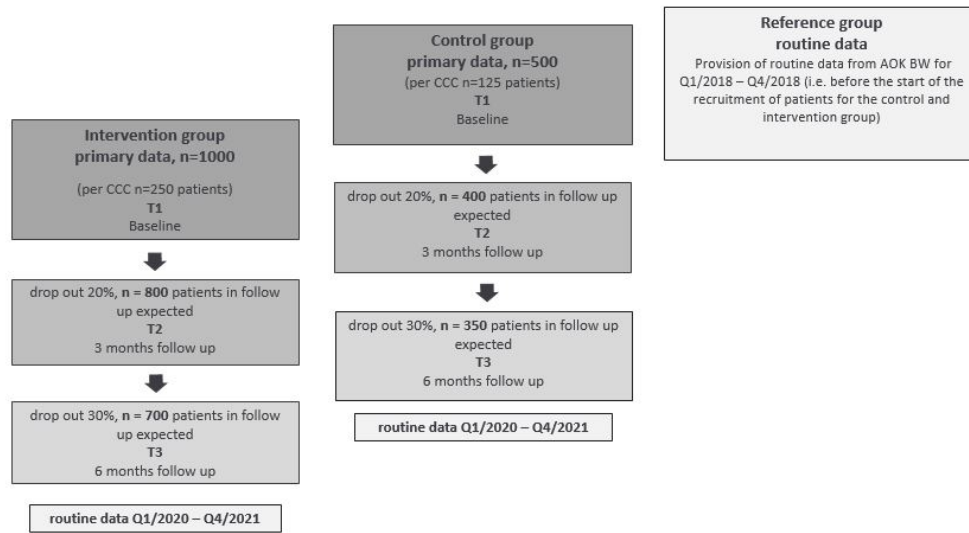 Intervention group
primary data, n=1000
(per CCC n=250 patients)
T1
Baseline
drop out 20%, n = 800 patients in follow
up expected
T2
3 months follow up
drop out 30%, n = 700 patients in follow
up expected
T3
6 months follow up
routine data Q1/2020 – Q4/2021
Control group
primary data, n=500
(per CCC n=125 patients)
T1
Baseline
drop out 20%, n = 400 patients in follow up
expected
T2
3 months follow up
drop out 30%, n = 350 patients in follow up
expected
T3
6 months follow up
routine data Q1/2020 – Q4/2021
Reference group
routine data
Provision of routine data from AOK BW for
Q1/2018 – Q4/2018 (i.e. before the start of the
recruitment of patients for the control and
intervention group)